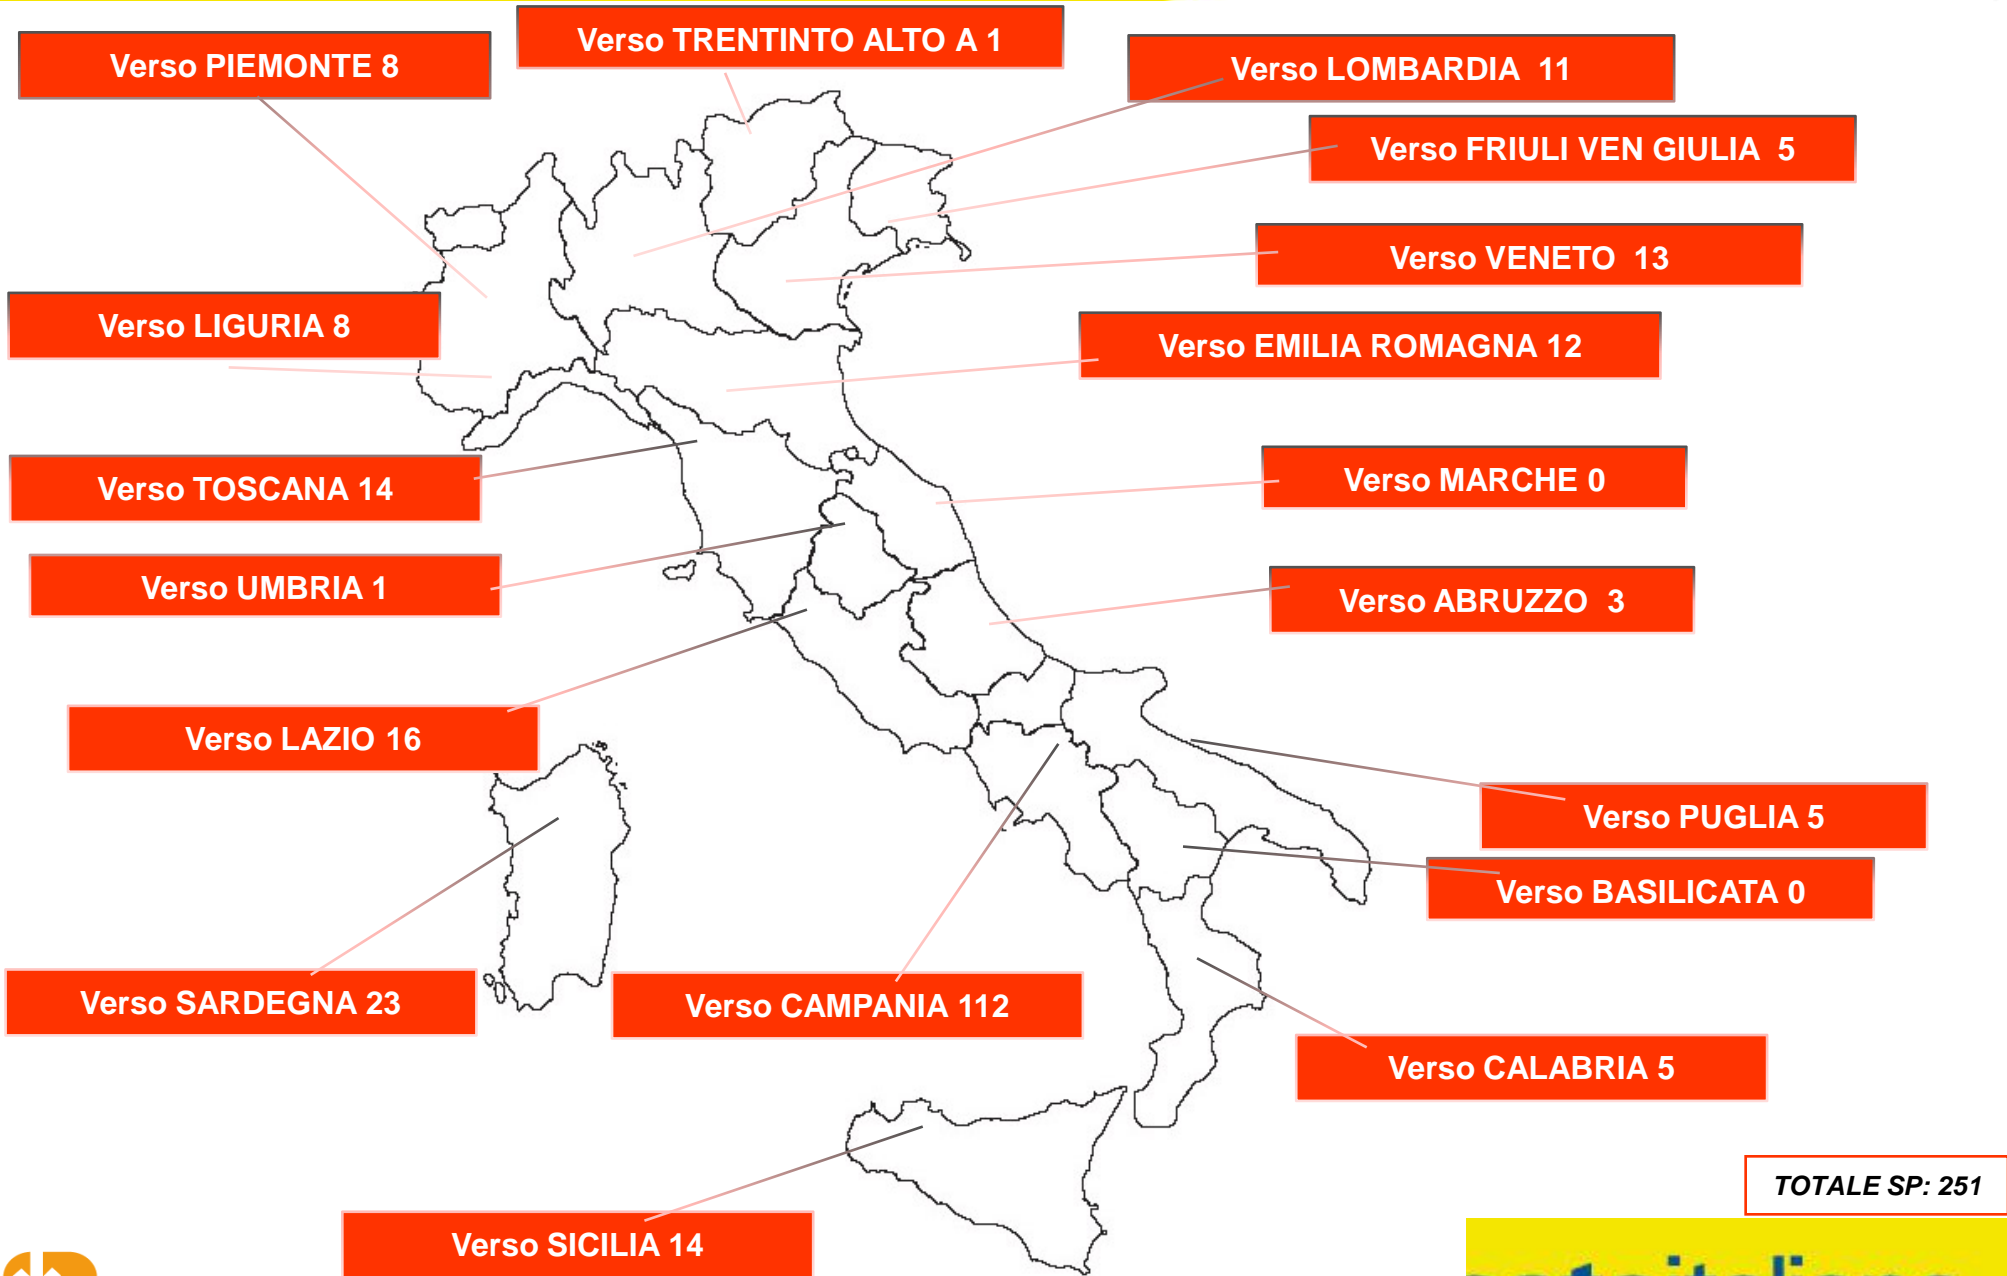 Verso TRENTINTO ALTO A 1
Verso PIEMONTE 8
Verso LOMBARDIA 11
Verso FRIULI VEN GIULIA 5
Verso VENETO 13
Verso LIGURIA 8
Verso EMILIA ROMAGNA 12
Verso TOSCANA 14
Verso MARCHE 0
Verso UMBRIA 1
Verso ABRUZZO 3
Verso LAZIO 16
Verso PUGLIA 5
Verso BASILICATA 0
Verso SARDEGNA 23
Verso CAMPANIA 112
Verso CALABRIA 5
TOTALE SP: 251
Verso SICILIA 14